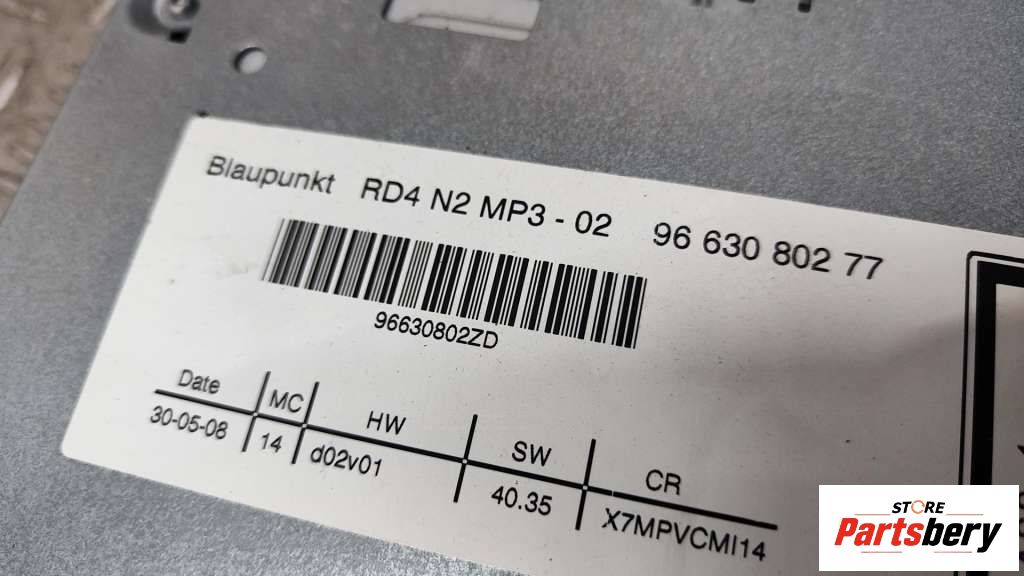 Blaupunkt RD4 N2 MP3 - 02 96 630 802 77
96630802ZD
Date MC HW SW CR
30-05-08 14 d02v01 40.35 X7MPVCMI14
STORE
Partsbery